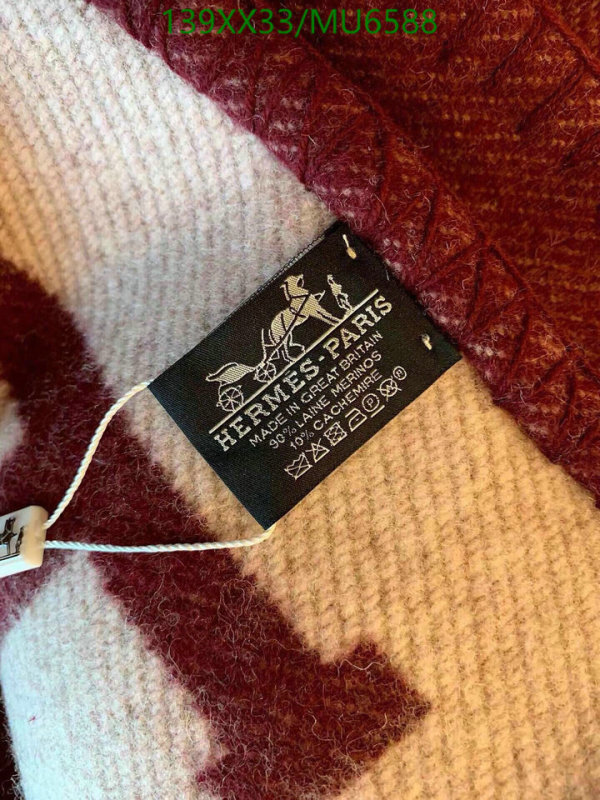 139XX33/MU6588
HERMES-PARIS
MADE IN GREAT BRITAIN
90% LAINE MERINOS
10% CACHEMIRE